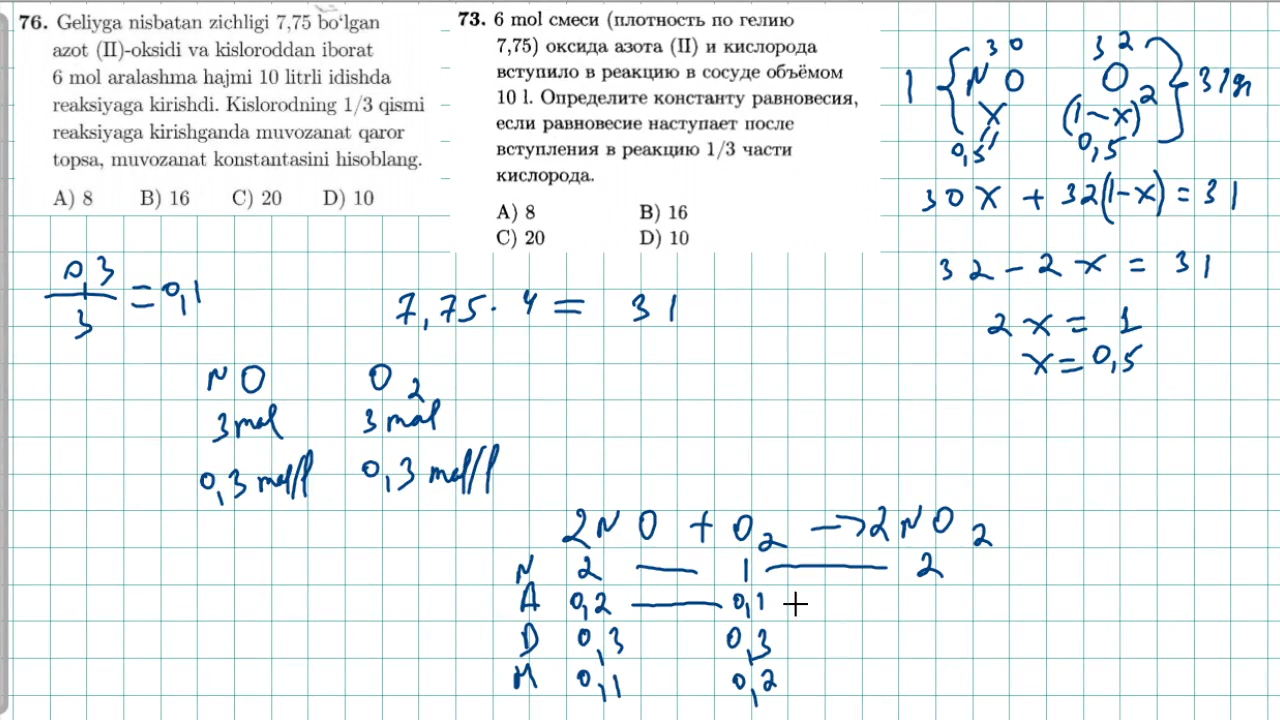 76. Geliyga nisbatan zichligi 7,75 bo‘lgan
azot (II)-oksidi va kisloroddan iborat
6 mol aralashma hajmi 10 litrli idishda
reaksiyaga kirishdi. Kislorodning 1/3 qismi
reaksiyaga kirishganda muvozanat qaror
topsa, muvozanat konstantasini hisoblang.
A) 8 B) 16 C) 20 D) 10
73. 6 mol смеси (плотность по гелию
7,75) оксида азота (II) и кислорода
вступило в реакцию в сосуде объёмом
10 l. Определите константу равновесия,
если равновесие наступает после
вступления в реакцию 1/3 части
кислорода.
A) 8 B) 16
C) 20 D) 10
30 32
1 { NO O2 } 31gr
x (1-x)
0,5 0,5
30x + 32(1-x) = 31
32 - 2x = 31
2x = 1
x = 0,5
0,3
3
= 0,1
7,75 · 4 = 31
NO O2
3 mol 3 mol
0,3 mol/l 0,3 mol/l
2NO + O2 → 2NO2
N 2 — 1 — 2
A 0,2 — 0,1
D 0,3 0,3
M 0,1 0,2